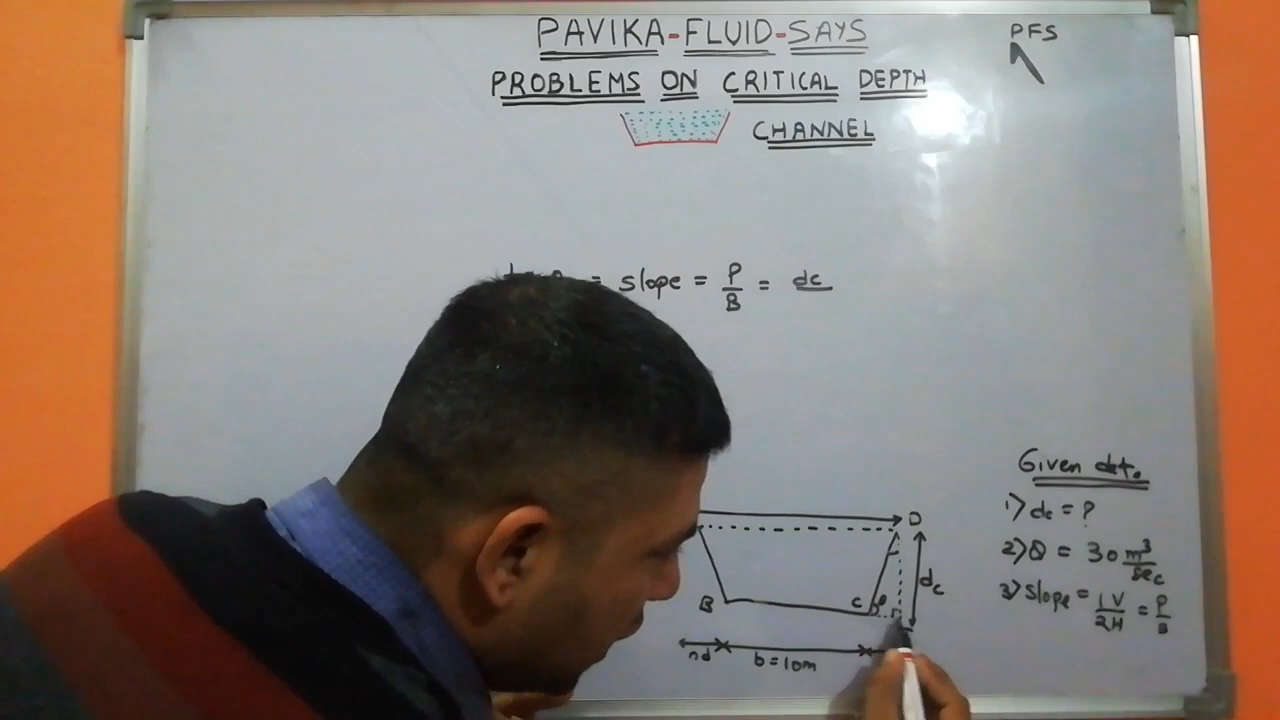 PAVIKA-FLUID-SAYS
PFS
PROBLEMS ON CRITICAL DEPTH
CHANNEL
= slope = P/B = dc
Given dt.
1) dc = ?
2) Q = 30 m³/sec
3) slope = 1V/2H = P/B
D
dc
B
C
θ
nd
b = 10m